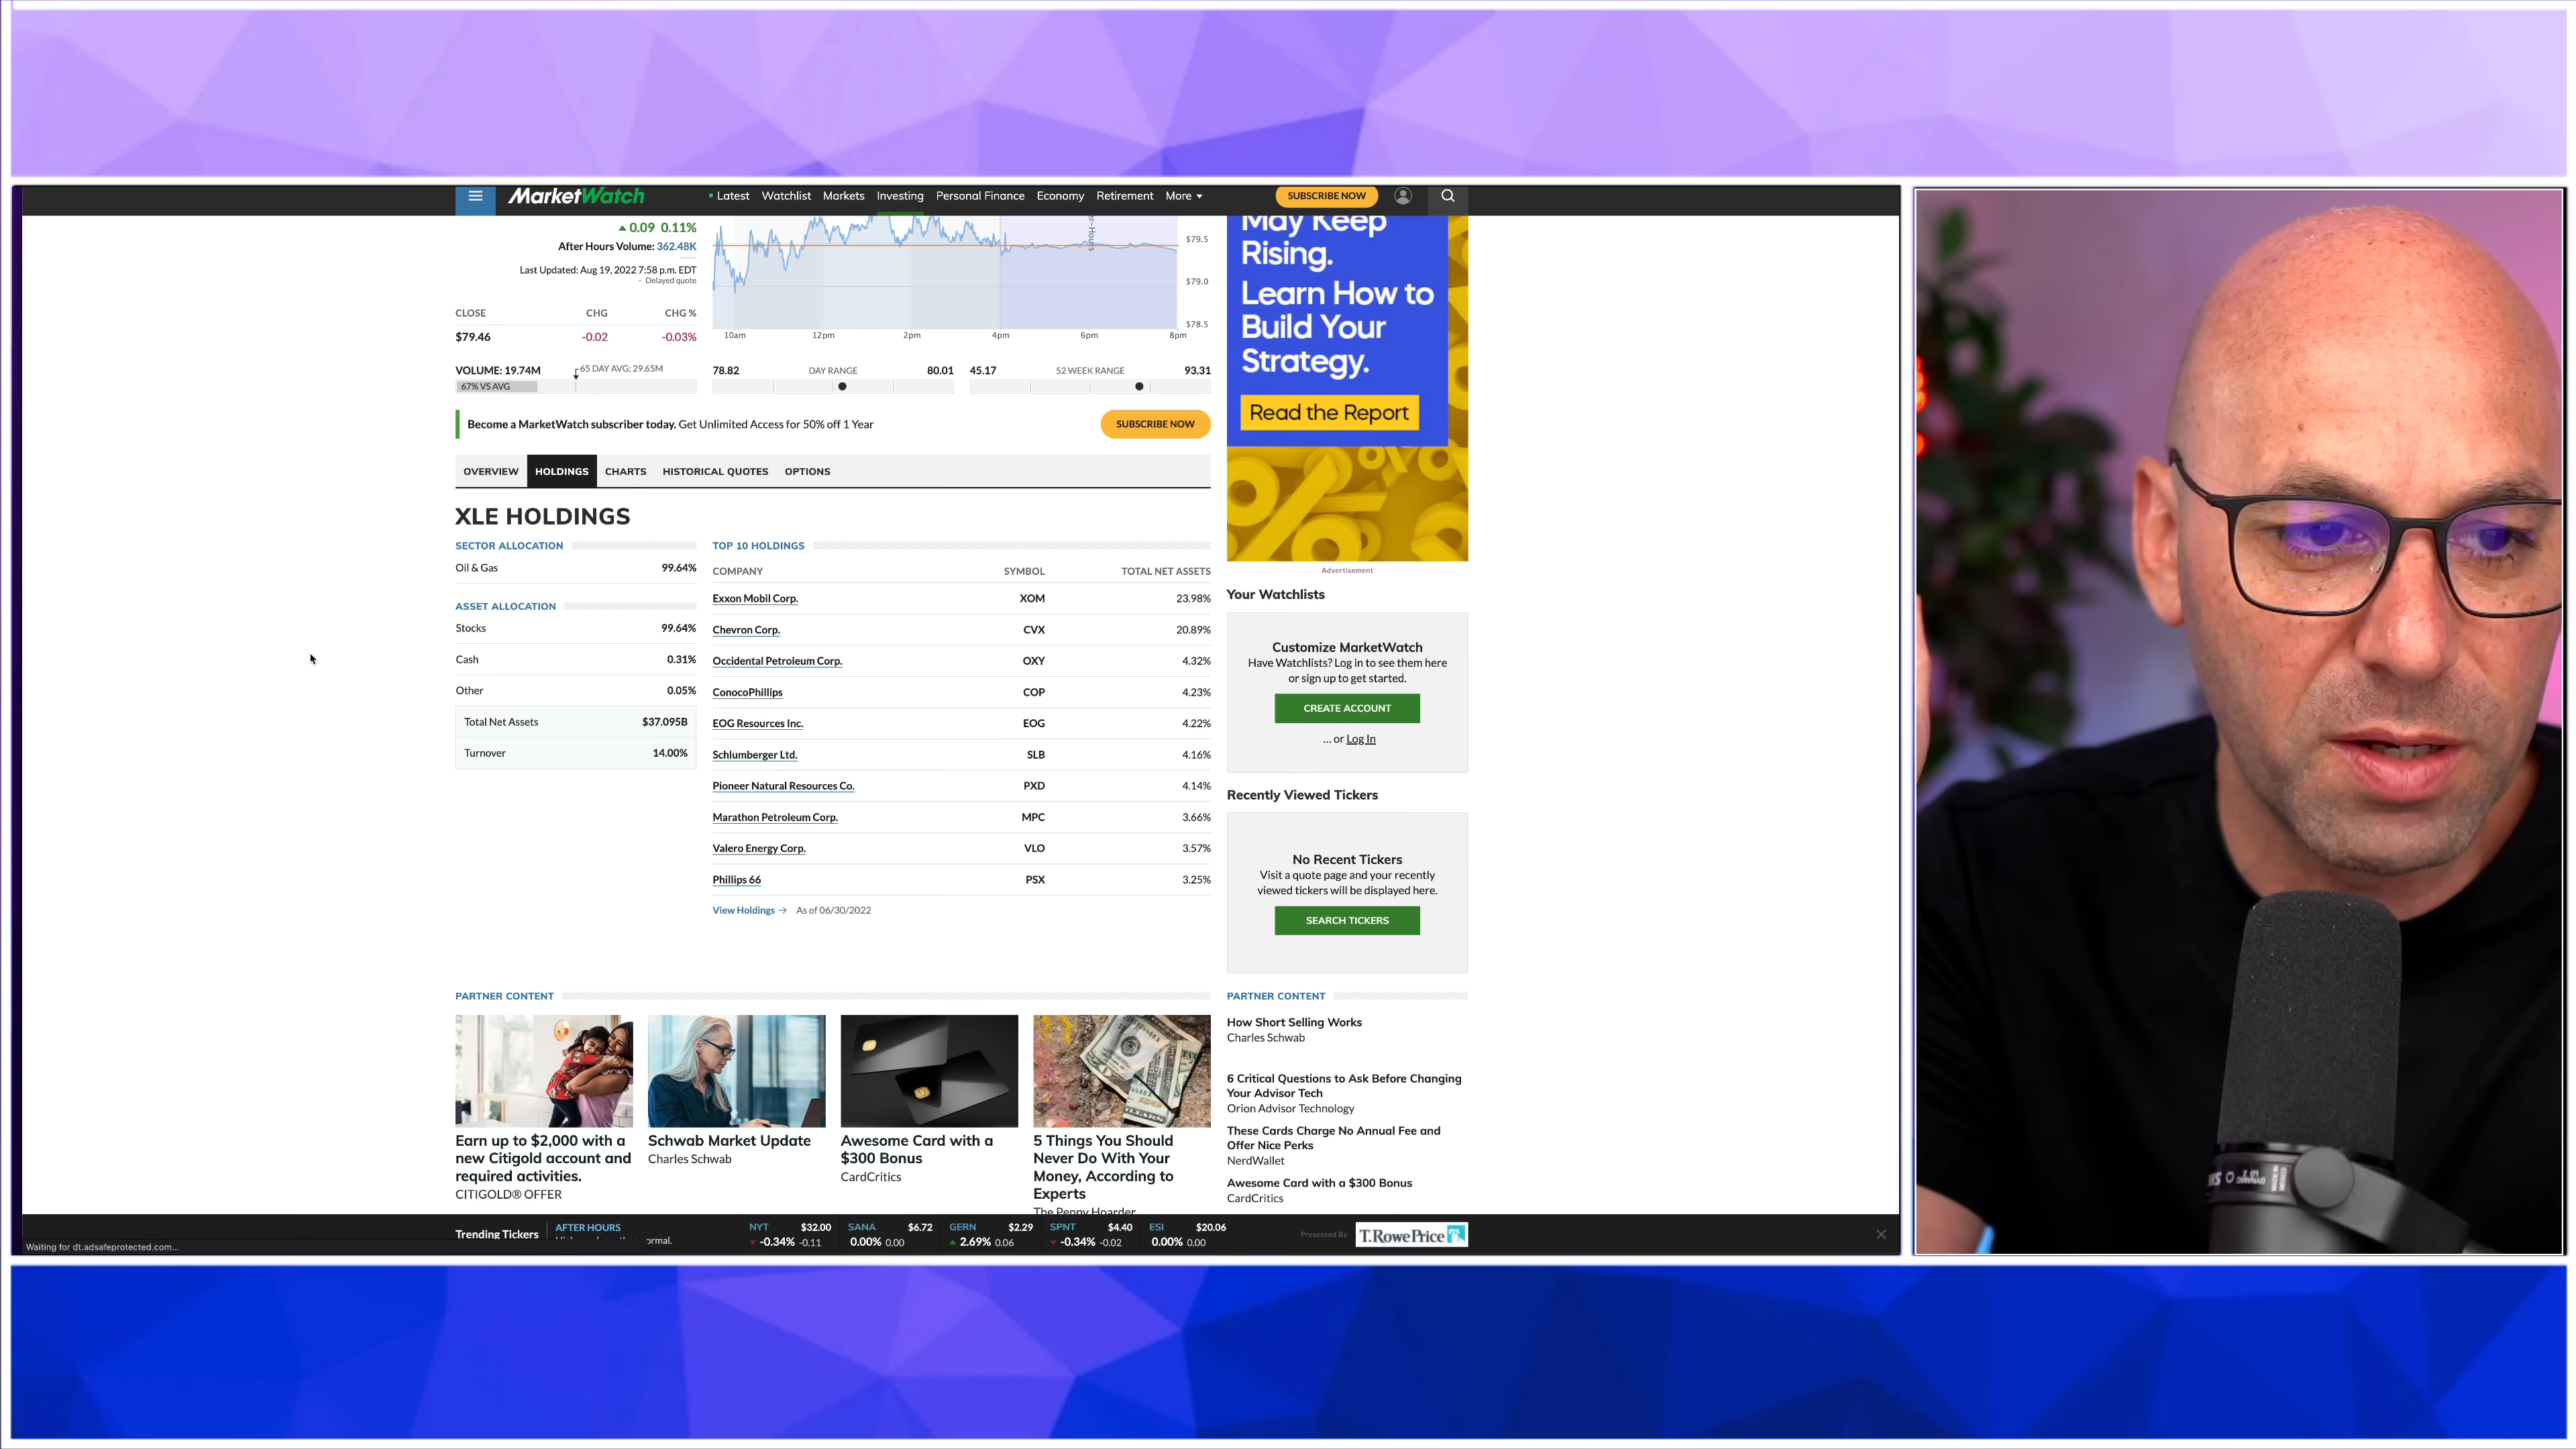 MarketWatch
Latest Watchlist Markets Investing Personal Finance Economy Retirement More
SUBSCRIBE NOW
0.09 0.11%
After Hours Volume: 362.48K
Last Updated: Aug 19, 2022 7:58 p.m. EDT
- Delayed quote
CLOSE CHG CHG %
$79.46 -0.02 -0.03%
VOLUME: 19.74M 65 DAY AVG: 29.65M
67% VS AVG
$79.5
$79.0
$78.5
10am 12pm 2pm 4pm 6pm 8pm
78.82 DAY RANGE 80.01
45.17 52 WEEK RANGE 93.31
Become a MarketWatch subscriber today. Get Unlimited Access for 50% off 1 Year
SUBSCRIBE NOW
OVERVIEW HOLDINGS CHARTS HISTORICAL QUOTES OPTIONS
XLE HOLDINGS
SECTOR ALLOCATION
Oil & Gas 99.64%
ASSET ALLOCATION
Stocks 99.64%
Cash 0.31%
Other 0.05%
Total Net Assets $37.095B
Turnover 14.00%
TOP 10 HOLDINGS
COMPANY SYMBOL TOTAL NET ASSETS
Exxon Mobil Corp. XOM 23.98%
Chevron Corp. CVX 20.89%
Occidental Petroleum Corp. OXY 4.32%
ConocoPhillips COP 4.23%
EOG Resources Inc. EOG 4.22%
Schlumberger Ltd. SLB 4.16%
Pioneer Natural Resources Co. PXD 4.14%
Marathon Petroleum Corp. MPC 3.66%
Valero Energy Corp. VLO 3.57%
Phillips 66 PSX 3.25%
View Holdings → As of 06/30/2022
May Keep
Rising.
Learn How to
Build Your
Strategy.
Read the Report
Advertisement
Your Watchlists
Customize MarketWatch
Have Watchlists? Log in to see them here
or sign up to get started.
CREATE ACCOUNT
... or Log In
Recently Viewed Tickers
No Recent Tickers
Visit a quote page and your recently
viewed tickers will be displayed here.
SEARCH TICKERS
PARTNER CONTENT
Earn up to $2,000 with a
new Citigold account and
required activities.
CITIGOLD® OFFER
Schwab Market Update
Charles Schwab
Awesome Card with a
$300 Bonus
CardCritics
5 Things You Should
Never Do With Your
Money, According to
Experts
The Penny Hoarder
PARTNER CONTENT
How Short Selling Works
Charles Schwab
6 Critical Questions to Ask Before Changing
Your Advisor Tech
Orion Advisor Technology
These Cards Charge No Annual Fee and
Offer Nice Perks
NerdWallet
Awesome Card with a $300 Bonus
CardCritics
Trending Tickers
AFTER HOURS
NYT $32.00
-0.34% -0.11
SANA $6.72
0.00% 0.00
GERN $2.29
2.69% 0.06
SPNT $4.40
-0.34% -0.02
ESI $20.06
0.00% 0.00
Presented By
T.RowePrice
Waiting for dt.adsafeprotected.com...